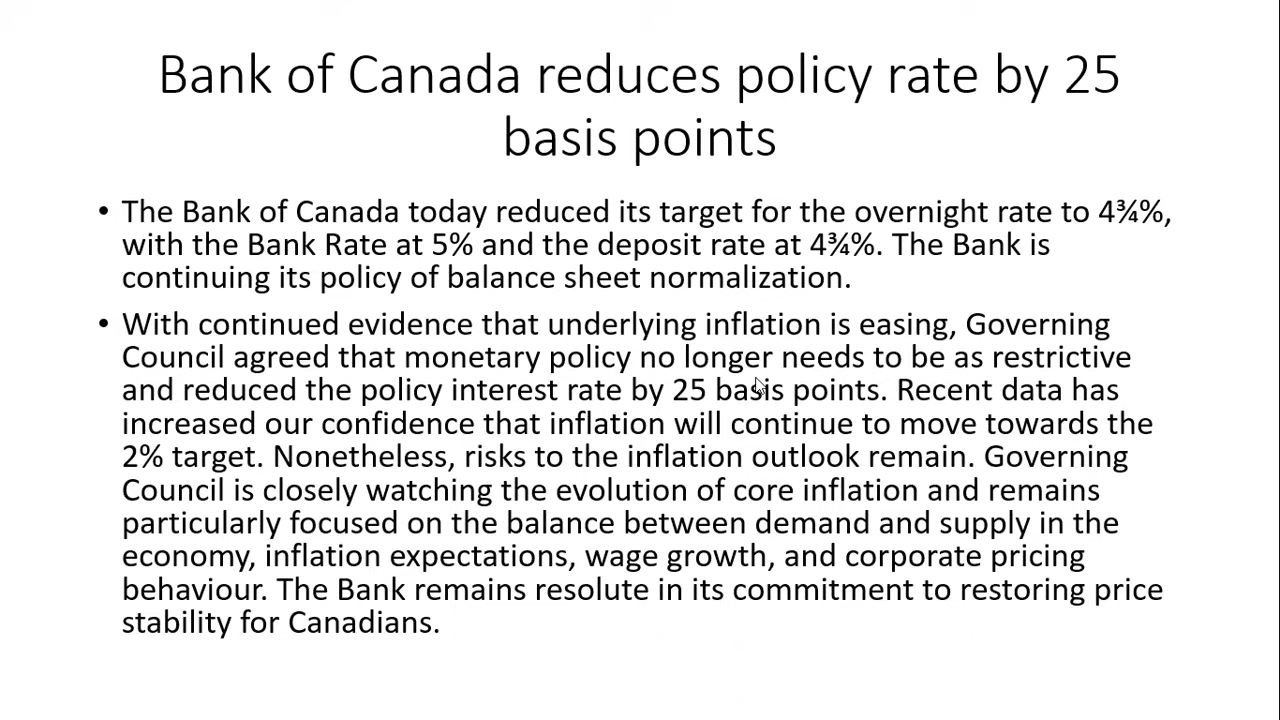 Bank of Canada reduces policy rate by 25
basis points
• The Bank of Canada today reduced its target for the overnight rate to 4¾%,
with the Bank Rate at 5% and the deposit rate at 4¾%. The Bank is
continuing its policy of balance sheet normalization.
• With continued evidence that underlying inflation is easing, Governing
Council agreed that monetary policy no longer needs to be as restrictive
and reduced the policy interest rate by 25 basis points. Recent data has
increased our confidence that inflation will continue to move towards the
2% target. Nonetheless, risks to the inflation outlook remain. Governing
Council is closely watching the evolution of core inflation and remains
particularly focused on the balance between demand and supply in the
economy, inflation expectations, wage growth, and corporate pricing
behaviour. The Bank remains resolute in its commitment to restoring price
stability for Canadians.